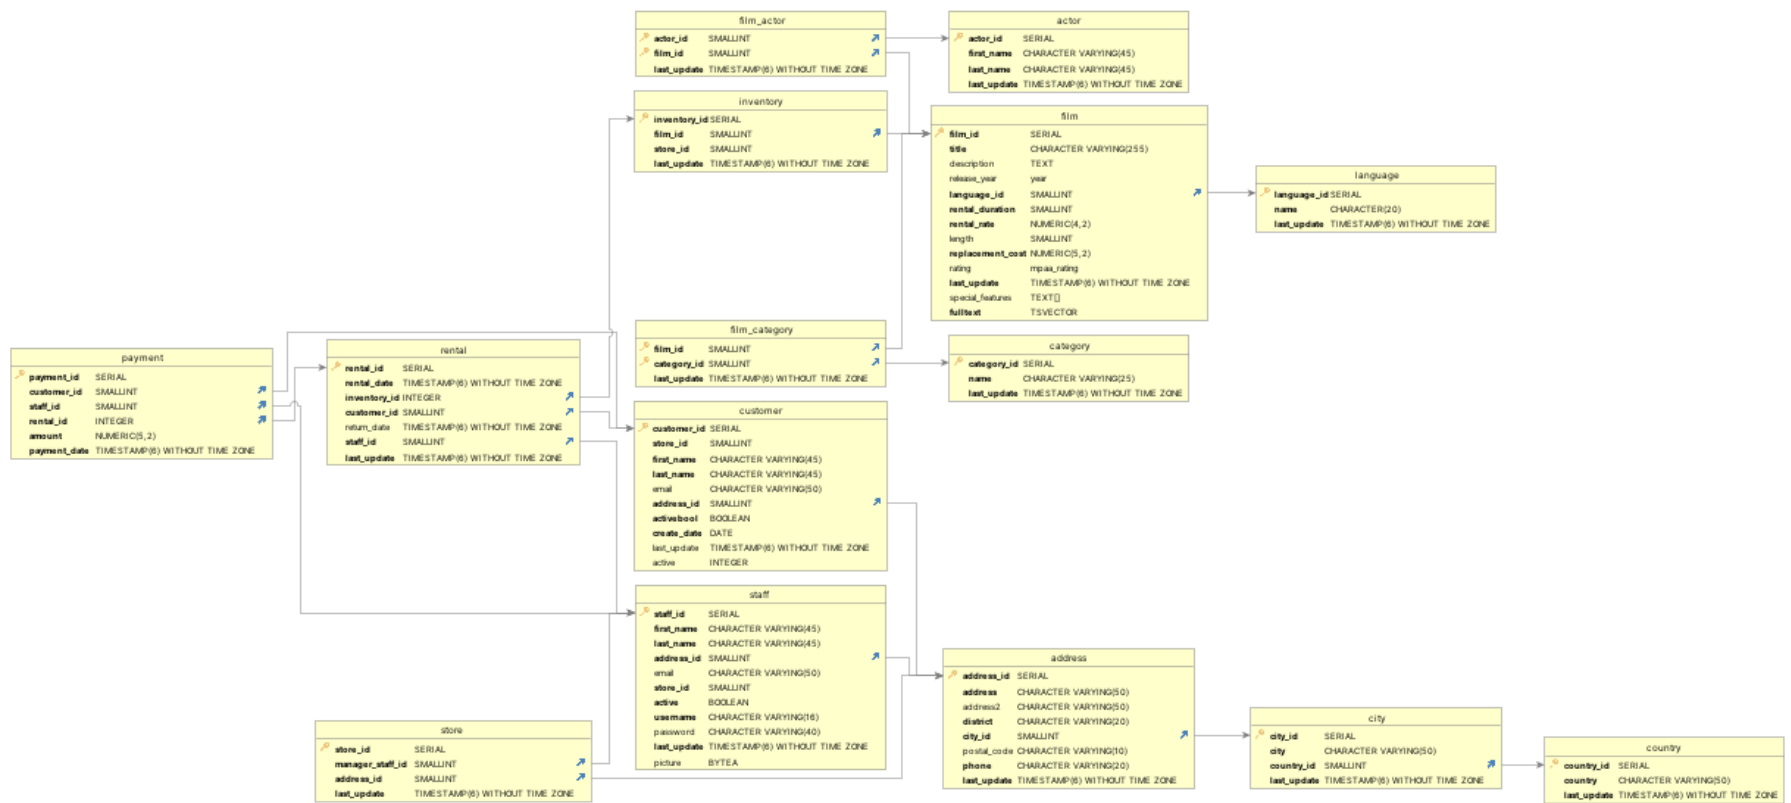 film_actor
actor_id SMALLINT
film_id SMALLINT
last_update TIMESTAMP(6) WITHOUT TIME ZONE
actor
actor_id SERIAL
first_name CHARACTER VARYING(45)
last_name CHARACTER VARYING(45)
last_update TIMESTAMP(6) WITHOUT TIME ZONE
inventory
inventory_id SERIAL
film_id SMALLINT
store_id SMALLINT
last_update TIMESTAMP(6) WITHOUT TIME ZONE
film
film_id SERIAL
title CHARACTER VARYING(255)
description TEXT
release_year year
language_id SMALLINT
rental_duration SMALLINT
rental_rate NUMERIC(4,2)
length SMALLINT
replacement_cost NUMERIC(5,2)
rating mpaa_rating
last_update TIMESTAMP(6) WITHOUT TIME ZONE
special_features TEXT[]
fulltext TSVECTOR
language
language_id SERIAL
name CHARACTER(20)
last_update TIMESTAMP(6) WITHOUT TIME ZONE
payment
payment_id SERIAL
customer_id SMALLINT
staff_id SMALLINT
rental_id INTEGER
amount NUMERIC(5,2)
payment_date TIMESTAMP(6) WITHOUT TIME ZONE
rental
rental_id SERIAL
rental_date TIMESTAMP(6) WITHOUT TIME ZONE
inventory_id INTEGER
customer_id SMALLINT
return_date TIMESTAMP(6) WITHOUT TIME ZONE
staff_id SMALLINT
last_update TIMESTAMP(6) WITHOUT TIME ZONE
film_category
film_id SMALLINT
category_id SMALLINT
last_update TIMESTAMP(6) WITHOUT TIME ZONE
category
category_id SERIAL
name CHARACTER VARYING(25)
last_update TIMESTAMP(6) WITHOUT TIME ZONE
customer
customer_id SERIAL
store_id SMALLINT
first_name CHARACTER VARYING(45)
last_name CHARACTER VARYING(45)
email CHARACTER VARYING(50)
address_id SMALLINT
activebool BOOLEAN
create_date DATE
last_update TIMESTAMP(6) WITHOUT TIME ZONE
active INTEGER
staff
staff_id SERIAL
first_name CHARACTER VARYING(45)
last_name CHARACTER VARYING(45)
address_id SMALLINT
email CHARACTER VARYING(50)
store_id SMALLINT
active BOOLEAN
username CHARACTER VARYING(16)
password CHARACTER VARYING(40)
last_update TIMESTAMP(6) WITHOUT TIME ZONE
picture BYTEA
store
store_id SERIAL
manager_staff_id SMALLINT
address_id SMALLINT
last_update TIMESTAMP(6) WITHOUT TIME ZONE
address
address_id SERIAL
address CHARACTER VARYING(50)
address2 CHARACTER VARYING(50)
district CHARACTER VARYING(20)
city_id SMALLINT
postal_code CHARACTER VARYING(10)
phone CHARACTER VARYING(20)
last_update TIMESTAMP(6) WITHOUT TIME ZONE
city
city_id SERIAL
city CHARACTER VARYING(50)
country_id SMALLINT
last_update TIMESTAMP(6) WITHOUT TIME ZONE
country
country_id SERIAL
country CHARACTER VARYING(50)
last_update TIMESTAMP(6) WITHOUT TIME ZONE